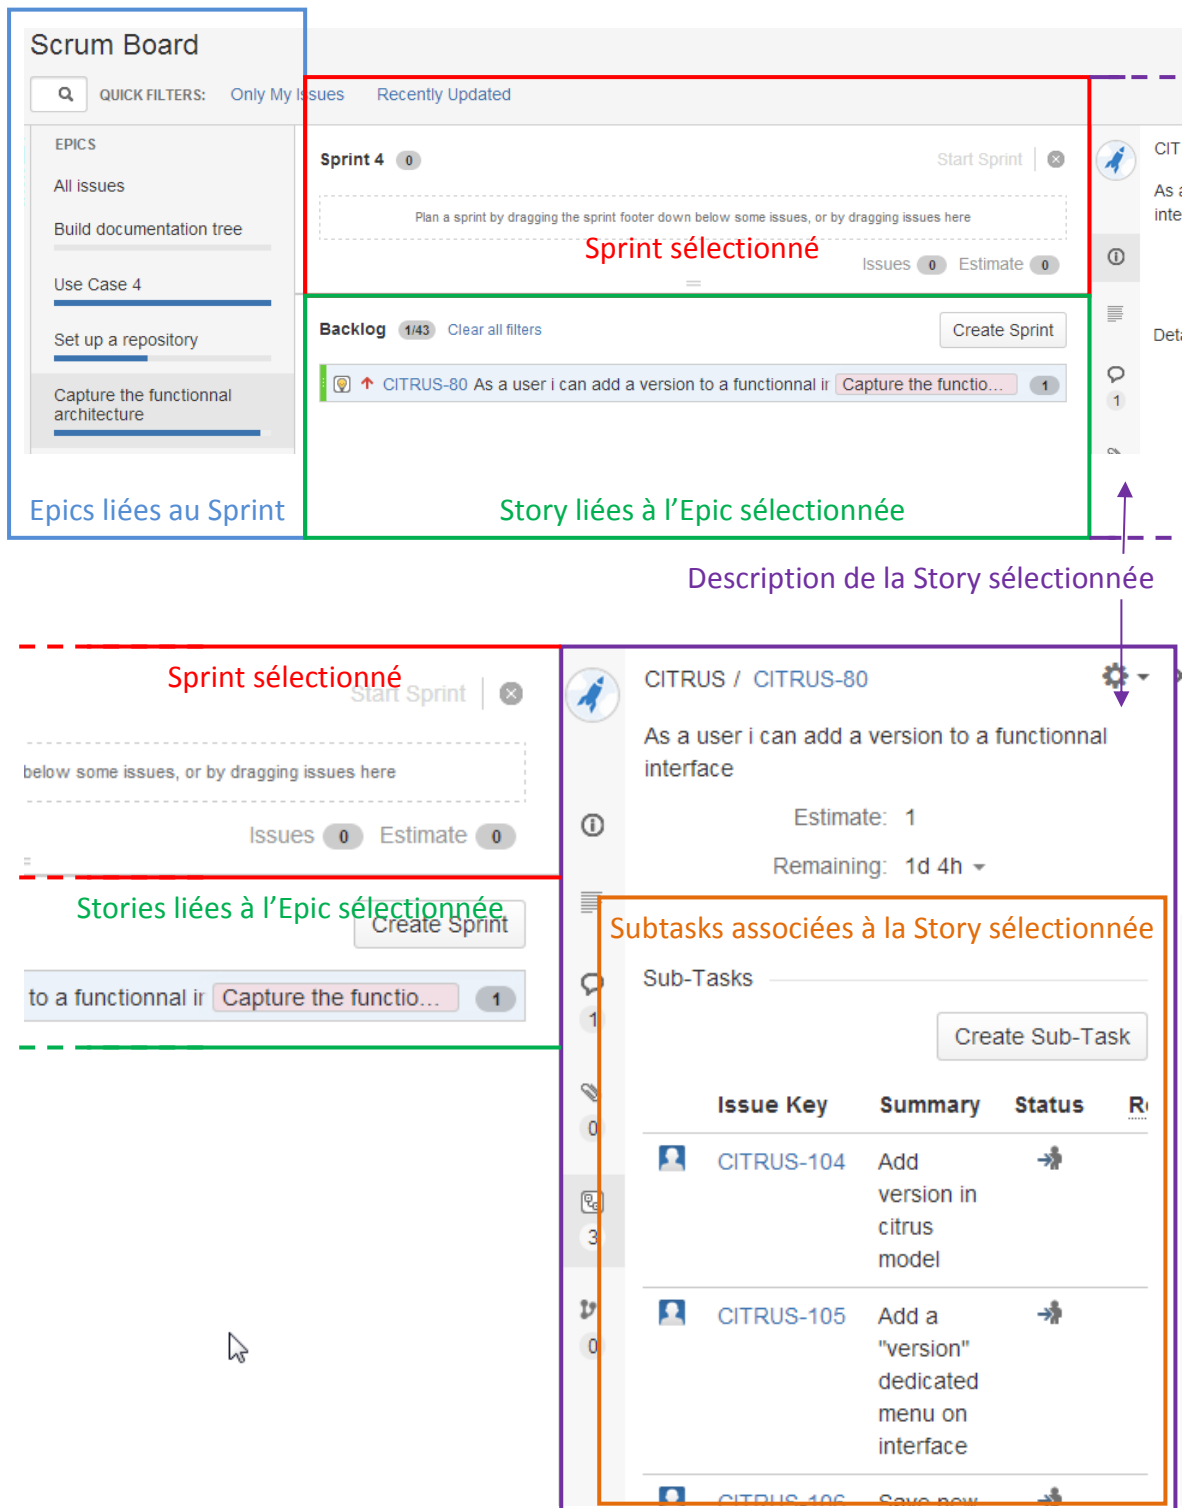 Scrum Board
QUICK FILTERS: Only My Issues Recently Updated
EPICS
All issues
Build documentation tree
Use Case 4
Set up a repository
Capture the functionnal
architecture
Epics liées au Sprint
Sprint 4 0
Start Sprint
Plan a sprint by dragging the sprint footer down below some issues, or by dragging issues here
Sprint sélectionné
Issues 0 Estimate 0
Backlog 1/43 Clear all filters
Create Sprint
CITRUS-80 As a user i can add a version to a functionnal ir Capture the functio... 1
Story liées à l'Epic sélectionnée
CIT
As a
inte
Deta
1
Description de la Story sélectionnée
Sprint sélectionné
Start Sprint
below some issues, or by dragging issues here
Issues 0 Estimate 0
Stories liées à l'Epic sélectionnée
Create Sprint
to a functionnal ir Capture the functio... 1
CITRUS / CITRUS-80
As a user i can add a version to a functionnal
interface
Estimate: 1
Remaining: 1d 4h
Subtasks associées à la Story sélectionnée
Sub-Tasks
1
Create Sub-Task
0
3
0
Issue Key Summary Status
CITRUS-104 Add
version in
citrus
model
CITRUS-105 Add a
"version"
dedicated
menu on
interface
CITRUS-106 Save new